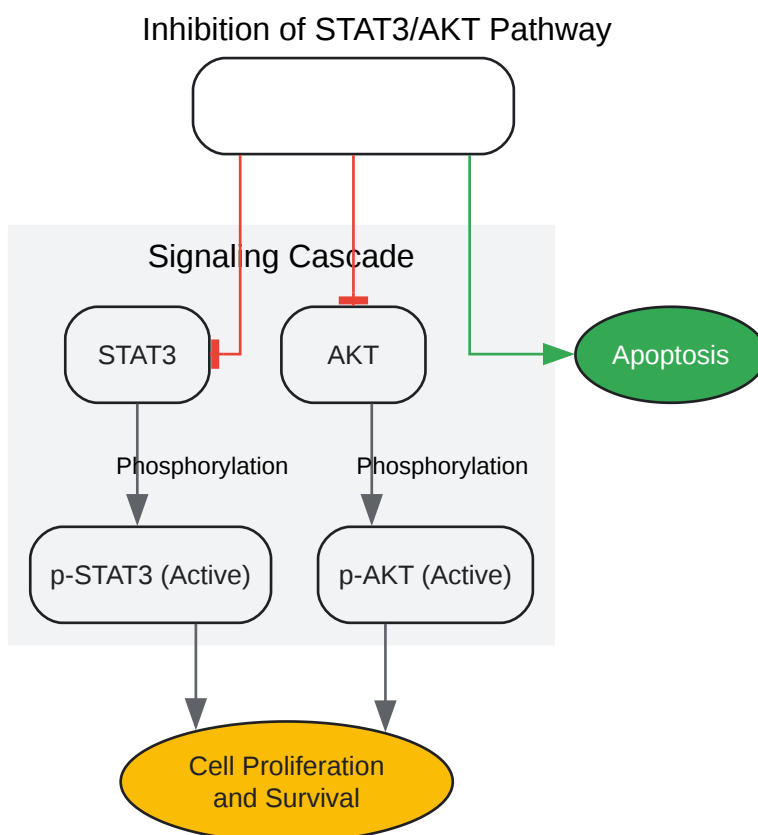 Inhibition of STAT3/AKT Pathway
Signaling Cascade
STAT3
AKT
Apoptosis
Phosphorylation
Phosphorylation
p-STAT3 (Active)
p-AKT (Active)
Cell Proliferation
and Survival